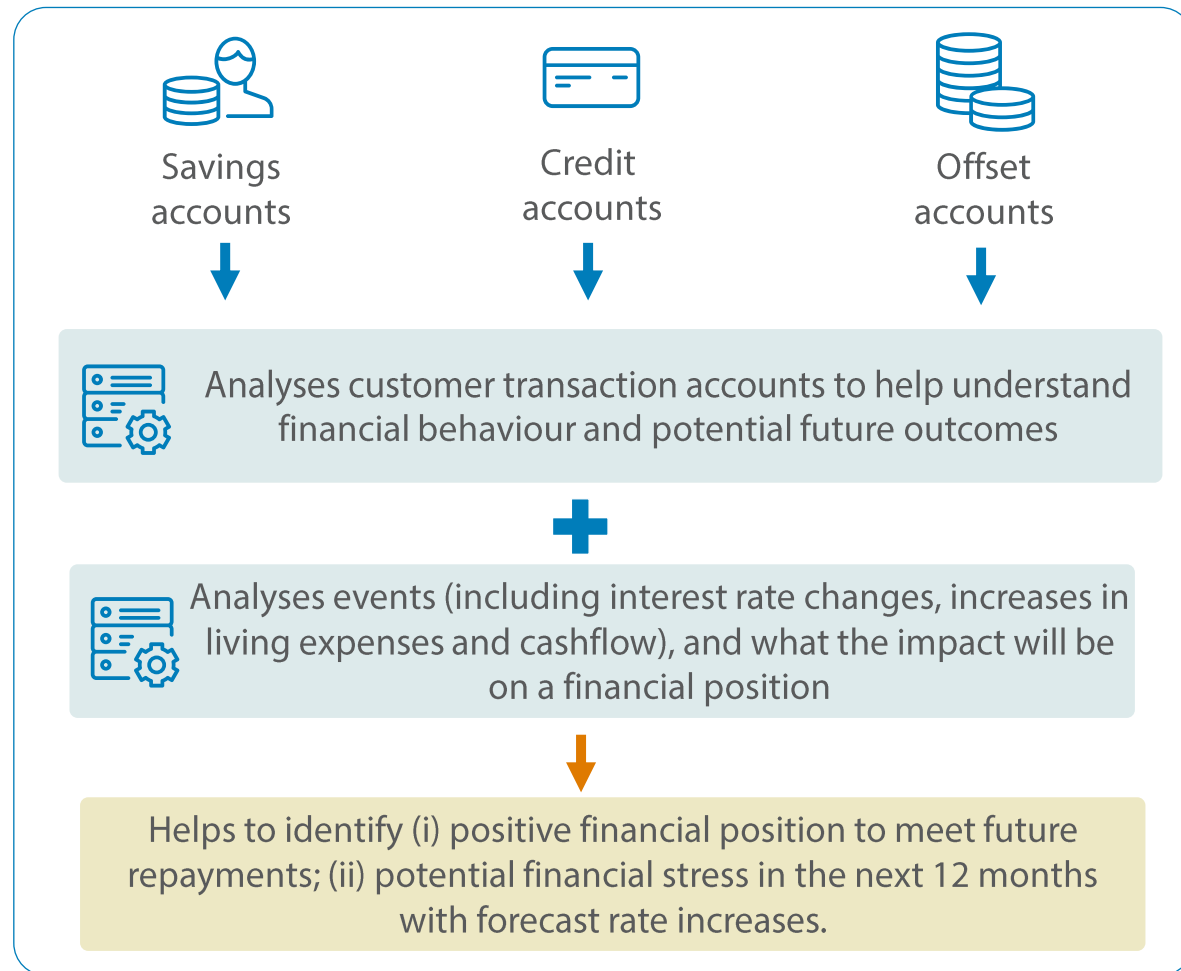 Savings
accounts
Credit
accounts
Offset
accounts
Analyses customer transaction accounts to help understand
financial behaviour and potential future outcomes
Analyses events (including interest rate changes, increases in
living expenses and cashflow), and what the impact will be
on a financial position
Helps to identify (i) positive financial position to meet future
repayments; (ii) potential financial stress in the next 12 months
with forecast rate increases.